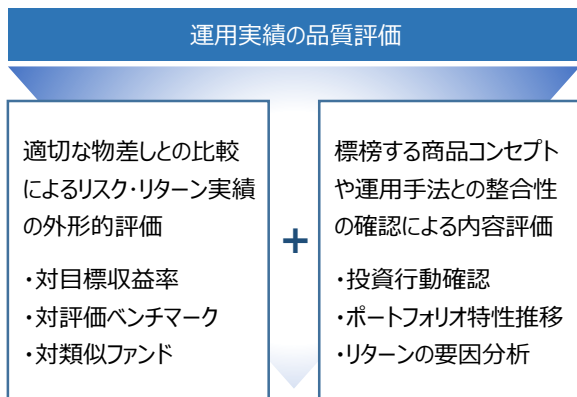 運用実績の品質評価
適切な物差しとの比較
によるリスク・リターン実績
の外形的評価
・対目標収益率
・対評価ベンチマーク
・対類似ファンド
+
標榜する商品コンセプト
や運用手法との整合性
の確認による内容評価
・投資行動確認
・ポートフォリオ特性推移
・リターンの要因分析